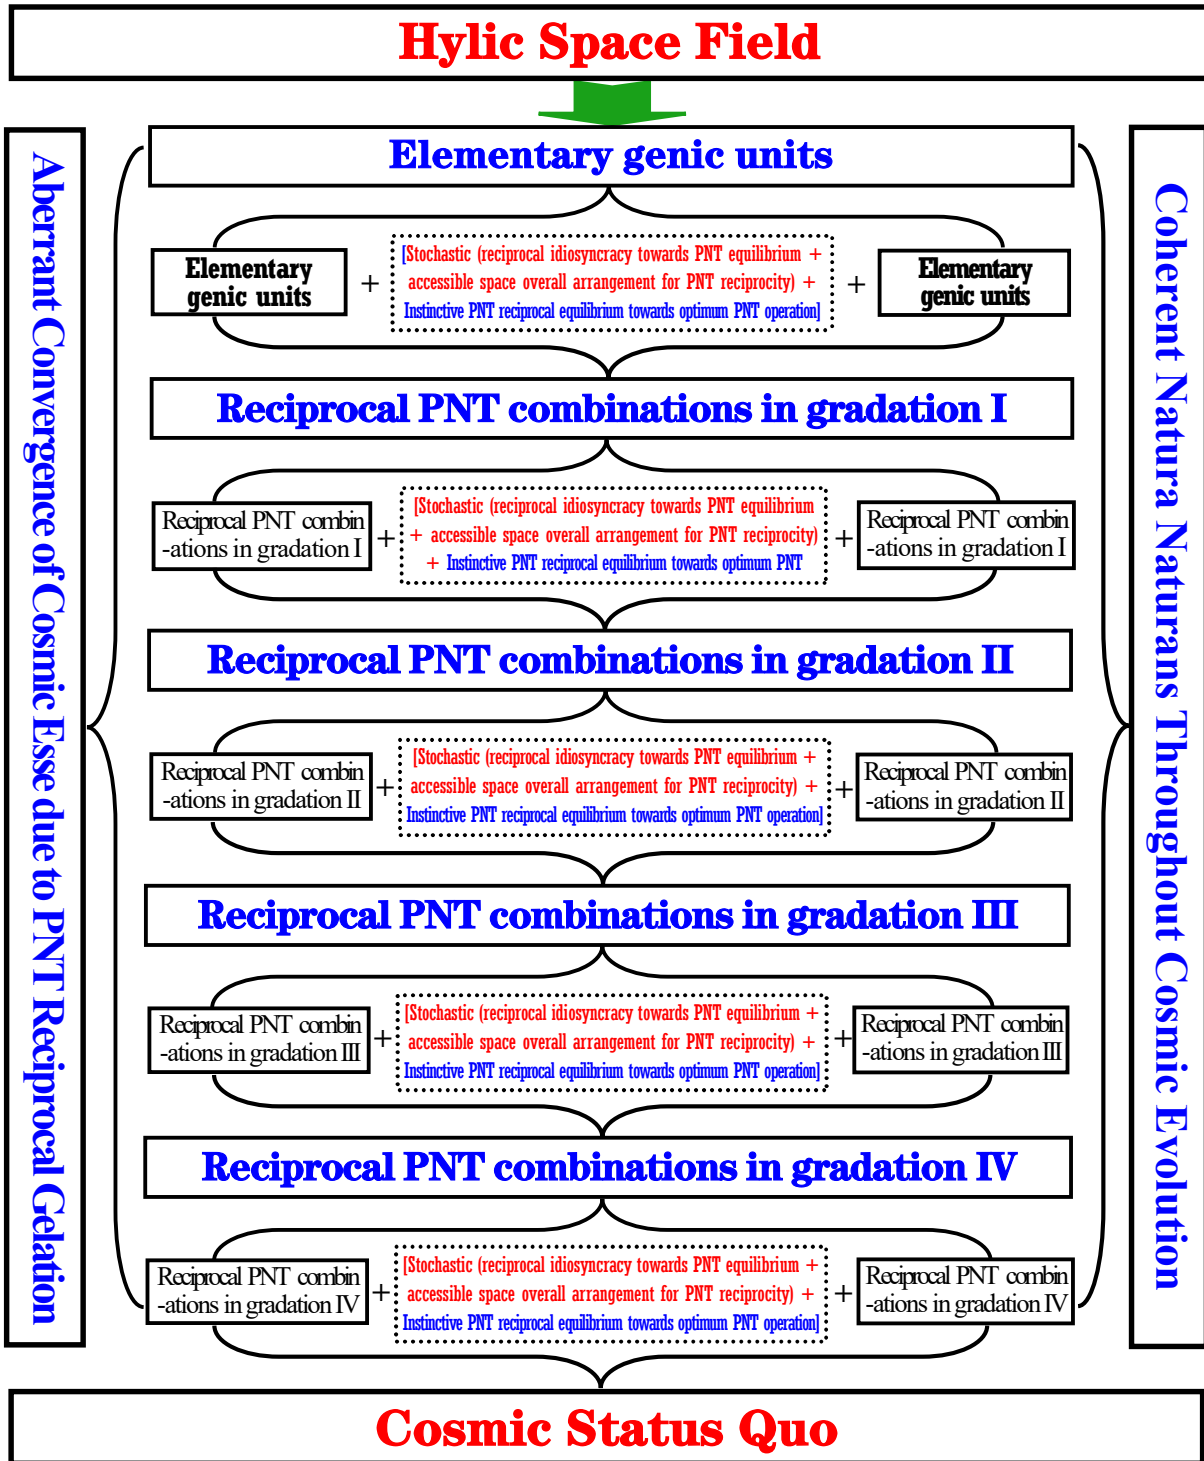 Hylic Space Field
Aberrant Convergence of Cosmic Esse due to PNT Reciprocal Gelation
Elementary genic units
Elementary
genic units
+
[Stochastic (reciprocal idiosyncracy towards PNT equilibrium +
accessible space overall arrangement for PNT reciprocity) +
Instinctive PNT reciprocal equilibrium towards optimum PNT operation]
+
Elementary
genic units
Reciprocal PNT combinations in gradation I
Reciprocal PNT combin
-ations in gradation I
+
[Stochastic (reciprocal idiosyncracy towards PNT equilibrium
+ accessible space overall arrangement for PNT reciprocity)
+ Instinctive PNT reciprocal equilibrium towards optimum PNT
+
Reciprocal PNT combin
-ations in gradation I
Reciprocal PNT combinations in gradation II
Reciprocal PNT combin
-ations in gradation II
+
[Stochastic (reciprocal idiosyncracy towards PNT equilibrium +
accessible space overall arrangement for PNT reciprocity) +
Instinctive PNT reciprocal equilibrium towards optimum PNT operation]
+
Reciprocal PNT combin
-ations in gradation II
Reciprocal PNT combinations in gradation III
Reciprocal PNT combin
-ations in gradation III
+
[Stochastic (reciprocal idiosyncracy towards PNT equilibrium +
accessible space overall arrangement for PNT reciprocity) +
Instinctive PNT reciprocal equilibrium towards optimum PNT operation]
+
Reciprocal PNT combin
-ations in gradation III
Reciprocal PNT combinations in gradation IV
Reciprocal PNT combin
-ations in gradation IV
+
[Stochastic (reciprocal idiosyncracy towards PNT equilibrium +
accessible space overall arrangement for PNT reciprocity) +
Instinctive PNT reciprocal equilibrium towards optimum PNT operation]
+
Reciprocal PNT combin
-ations in gradation IV
Coherent Natura Naturans Throughout Cosmic Evolution
Cosmic Status Quo